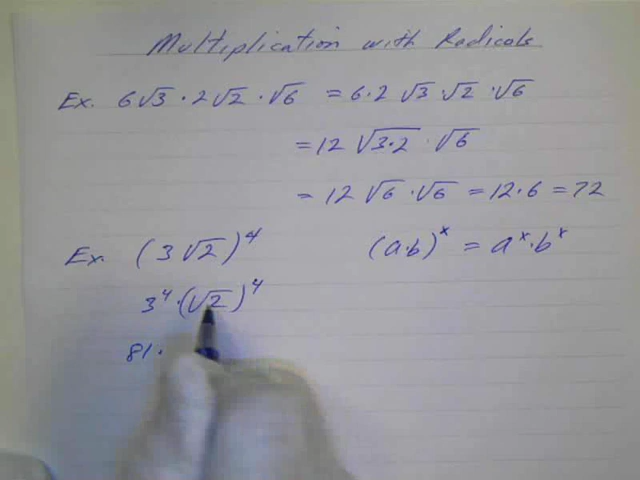 Multiplication with Radicals
Ex. 6√3 · 2√2 · √6 = 6·2 √3 · √2 · √6
= 12 √3·2 · √6
= 12 √6 · √6 = 12·6 = 72
Ex. (3√2)⁴ (a·b)ˣ = aˣ·bˣ
3⁴ · (√2)⁴
81 ·